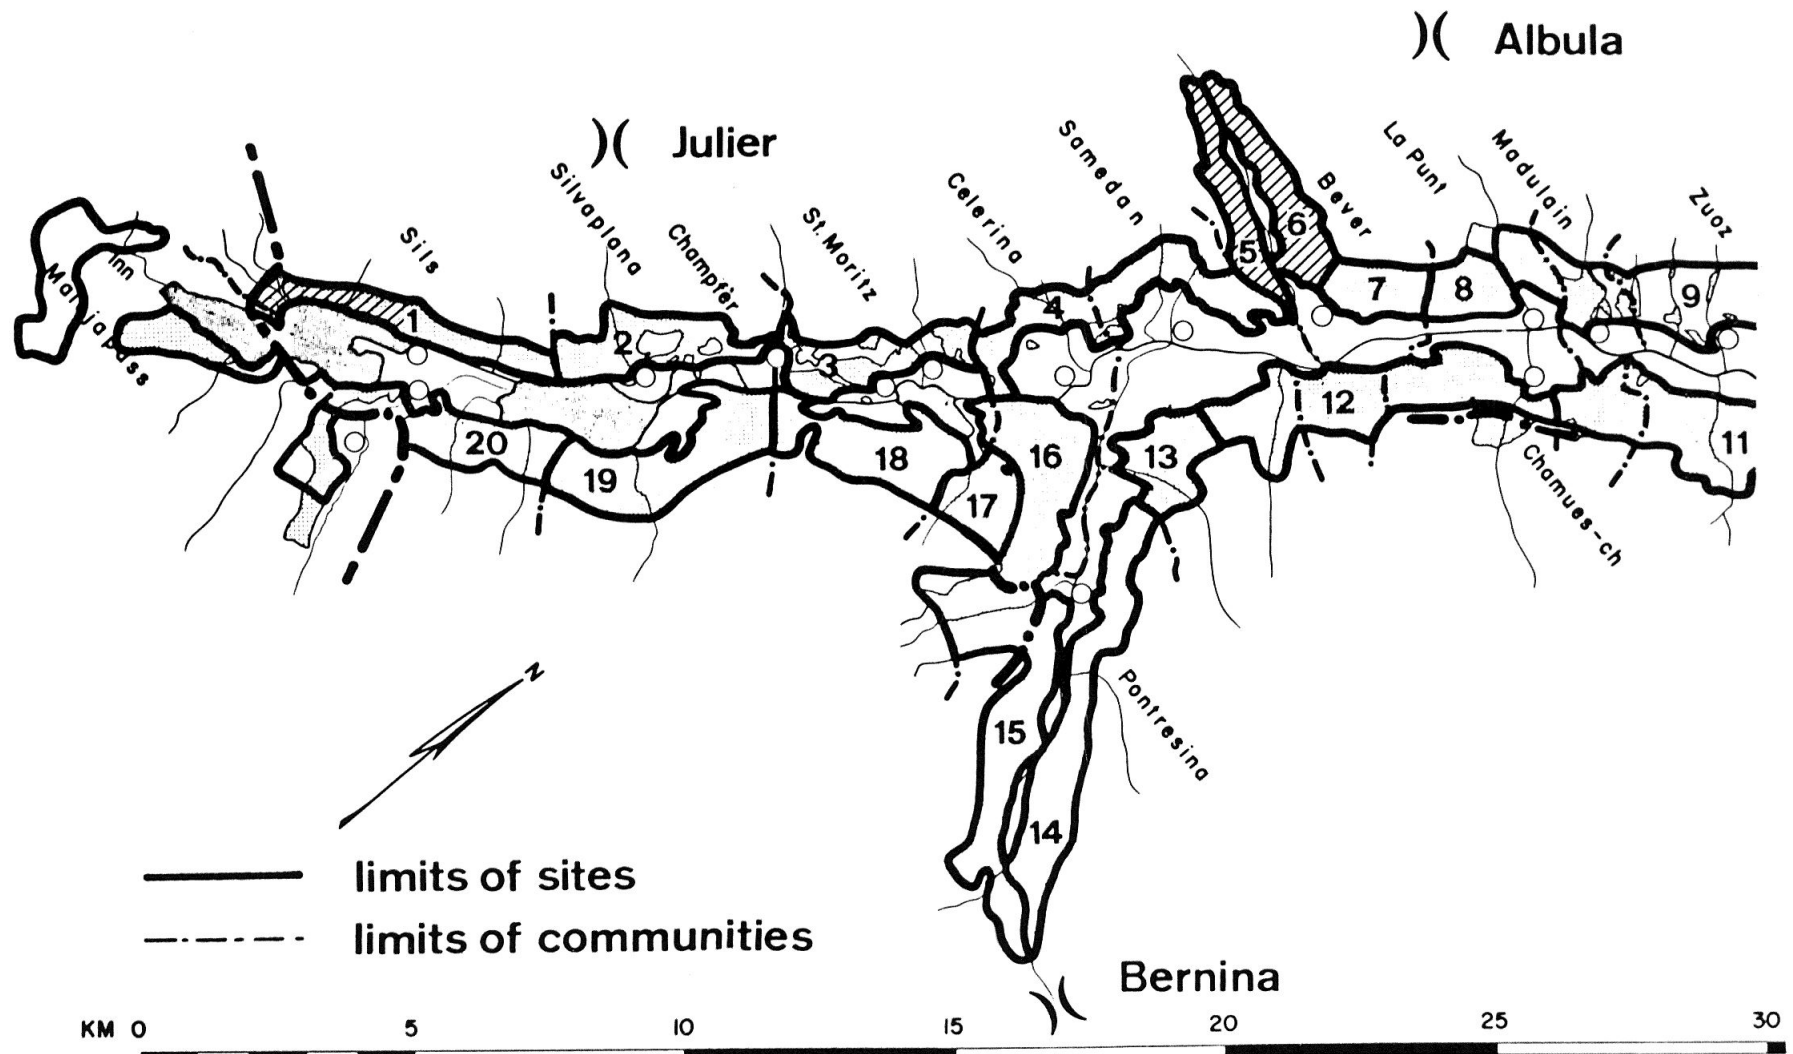 )( Albula
)( Julier
Samedan
La Punt
Madulain
Silvaplana
Celerina
Bever
Zuoz
Sils
Champfèr
St. Moritz
Inn
Malojapass
1
2
3
4
5
6
7
8
9
20
19
18
17
16
13
12
11
Chamues-ch
N
Pontresina
15
14
limits of sites
limits of communities
Bernina
KM 0 5 10 15 20 25 30